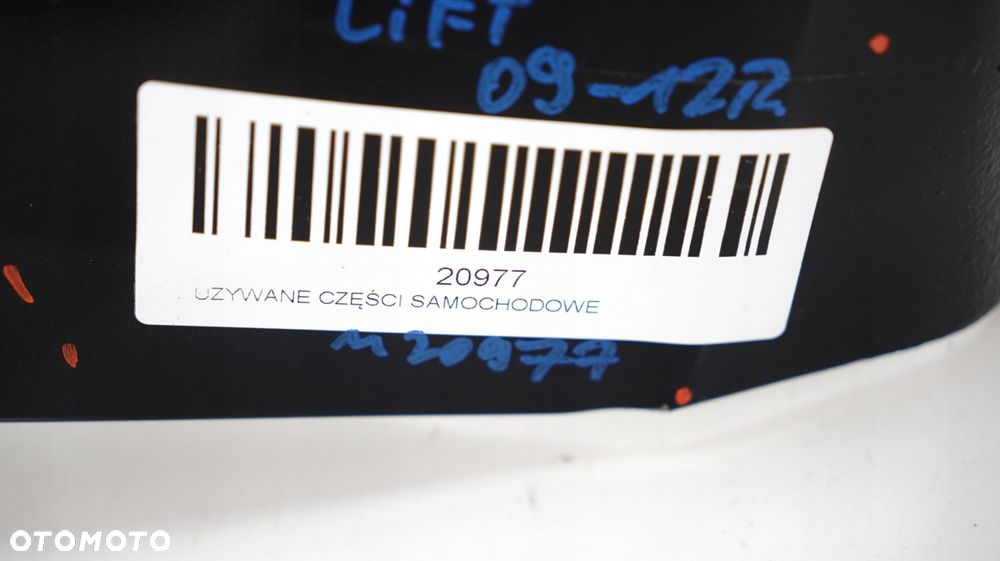 LiFT
09-12R
20977
UZYWANE CZĘŚCI SAMOCHODOWE
M20977
OTOMOTO